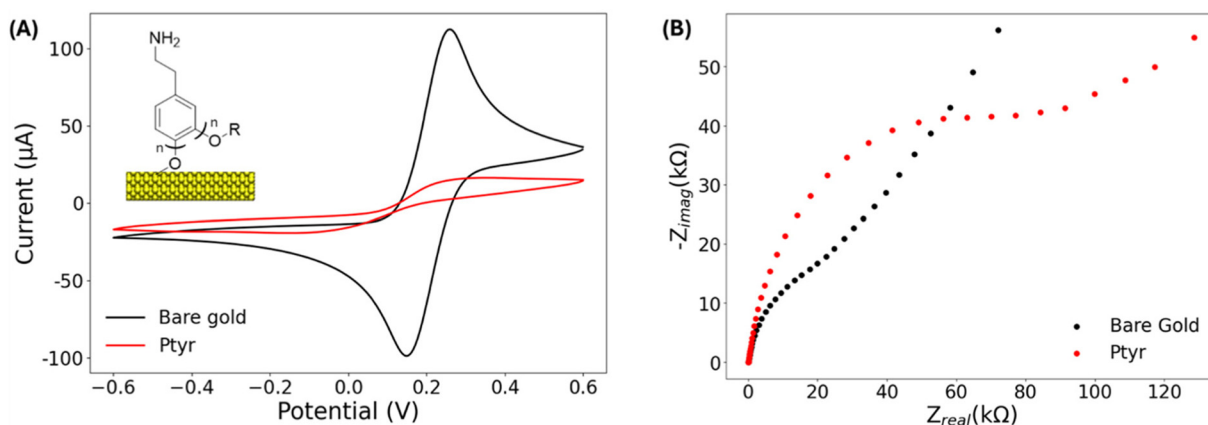 (A)
NH2
n
R
n
O
O
100
50
0
-50
-100
Current (µA)
Bare gold
Ptyr
−0.6 −0.4 −0.2 0.0 0.2 0.4 0.6
Potential (V)
(B)
50
40
30
20
10
0
-Zimag(kΩ)
Bare Gold
Ptyr
0 20 40 60 80 100 120
Zreal(kΩ)